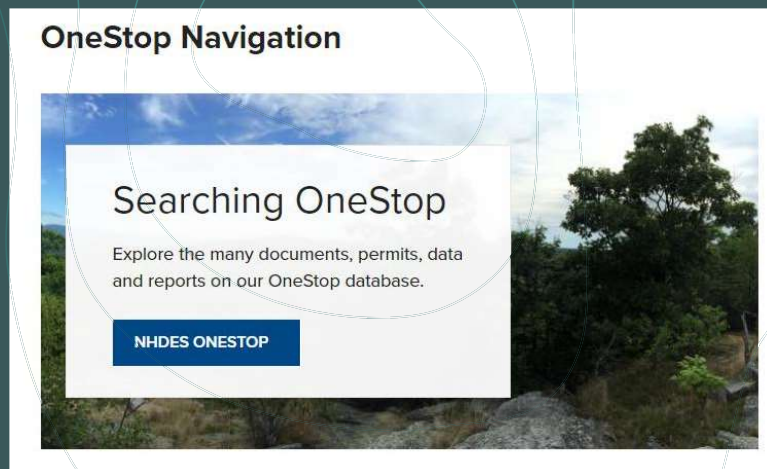 OneStop Navigation
Searching OneStop
Explore the many documents, permits, data
and reports on our OneStop database.
NHDES ONESTOP